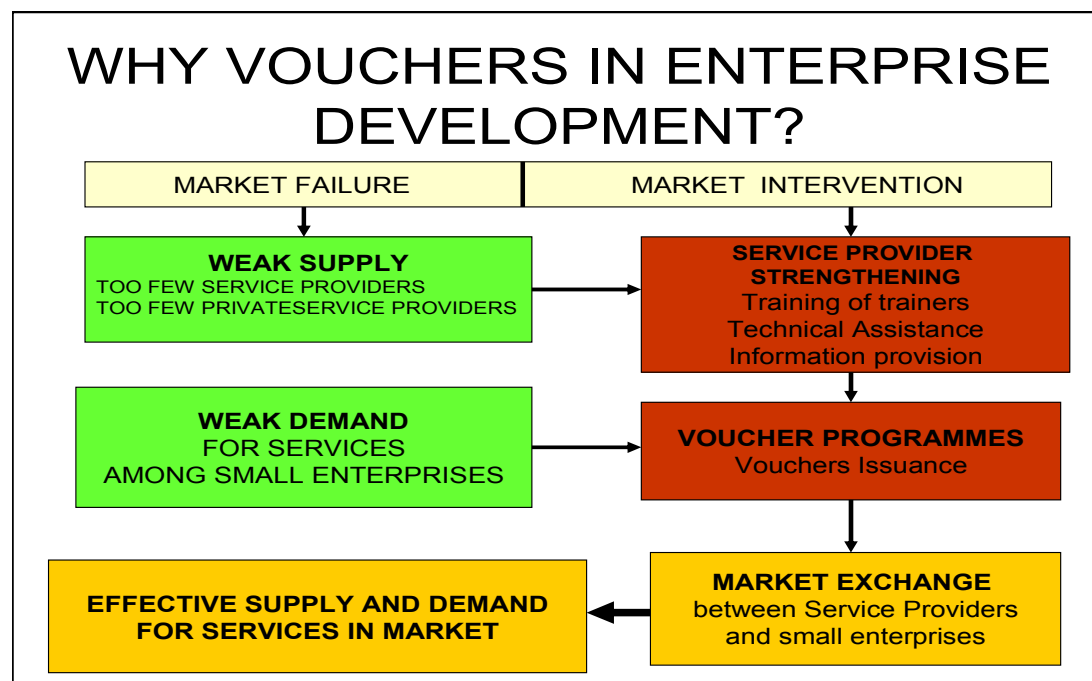 WHY VOUCHERS IN ENTERPRISE
DEVELOPMENT?
MARKET FAILURE
MARKET INTERVENTION
WEAK SUPPLY
TOO FEW SERVICE PROVIDERS
TOO FEW PRIVATESERVICE PROVIDERS
SERVICE PROVIDER
STRENGTHENING
Training of trainers
Technical Assistance
Information provision
WEAK DEMAND
FOR SERVICES
AMONG SMALL ENTERPRISES
VOUCHER PROGRAMMES
Vouchers Issuance
EFFECTIVE SUPPLY AND DEMAND
FOR SERVICES IN MARKET
MARKET EXCHANGE
between Service Providers
and small enterprises